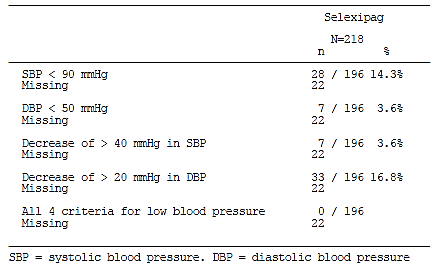 Selexipag
N=218
n %
SBP < 90 mmHg 28 / 196 14.3%
Missing 22
DBP < 50 mmHg 7 / 196 3.6%
Missing 22
Decrease of > 40 mmHg in SBP 7 / 196 3.6%
Missing 22
Decrease of > 20 mmHg in DBP 33 / 196 16.8%
Missing 22
All 4 criteria for low blood pressure 0 / 196
Missing 22
SBP = systolic blood pressure. DBP = diastolic blood pressure